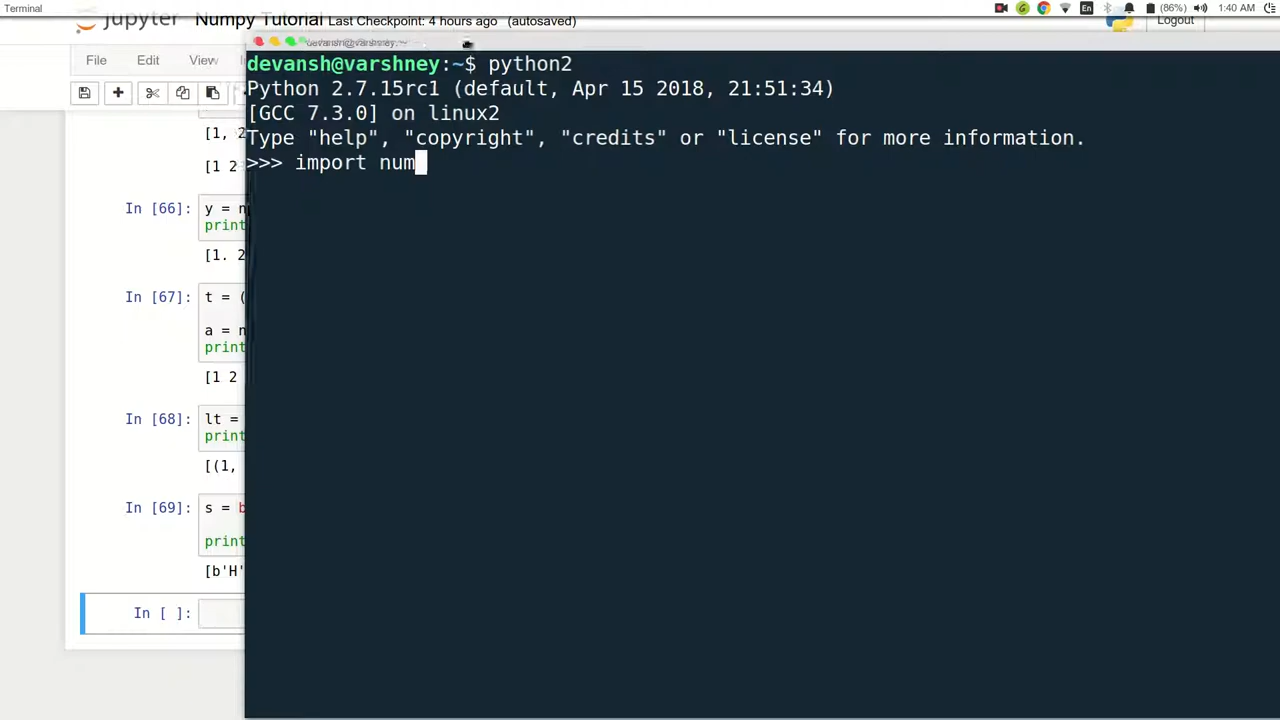 Terminal
En
(86%)
1:40 AM
jupyter Numpy Tutorial Last Checkpoint: 4 hours ago (autosaved)
Logout
devansh@varshney: ~
File Edit View
devansh@varshney:~$ python2
Python 2.7.15rc1 (default, Apr 15 2018, 21:51:34)
[GCC 7.3.0] on linux2
Type "help", "copyright", "credits" or "license" for more information.
>>> import num
[1, 2
[1 2
In [66]: y = n
print
[1. 2
In [67]: t = (
a = n
print
[1 2
In [68]: lt =
print
[(1,
In [69]: s = b
print
[b'H'
In [ ]: